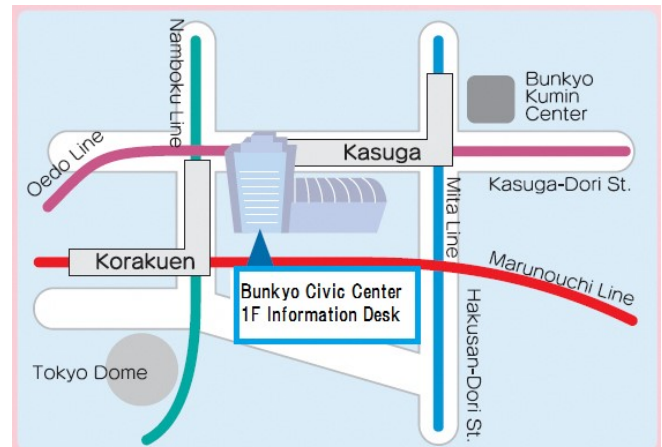 Namboku Line
Bunkyo
Kumin
Center
Oedo Line
Kasuga
Kasuga-Dori St.
Mita Line
Korakuen
Marunouchi Line
Bunkyo Civic Center
1F Information Desk
Hakusan-Dori St.
Tokyo Dome